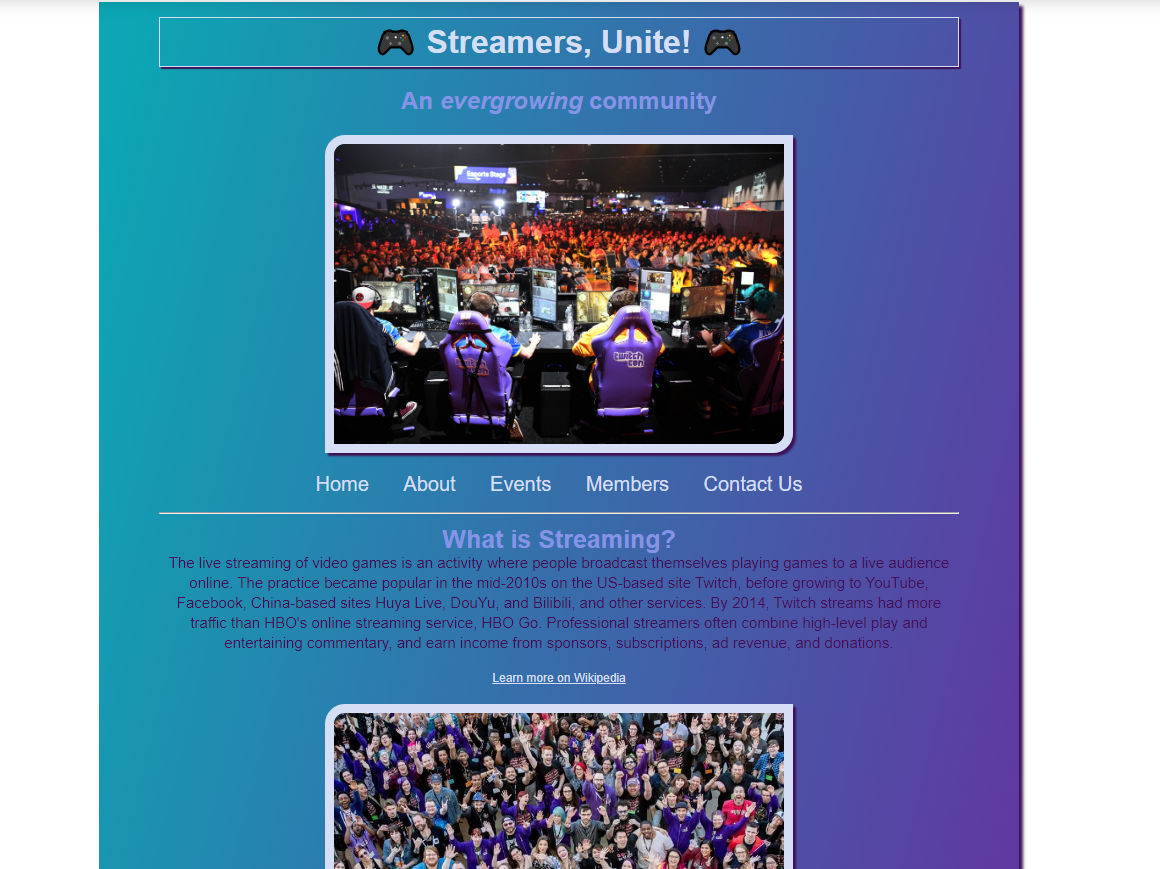 🎮 Streamers, Unite! 🎮
An evergrowing community
Esports Stage
twitch
con
twitch
con
Home About Events Members Contact Us
What is Streaming?
The live streaming of video games is an activity where people broadcast themselves playing games to a live audience
online. The practice became popular in the mid-2010s on the US-based site Twitch, before growing to YouTube,
Facebook, China-based sites Huya Live, DouYu, and Bilibili, and other services. By 2014, Twitch streams had more
traffic than HBO's online streaming service, HBO Go. Professional streamers often combine high-level play and
entertaining commentary, and earn income from sponsors, subscriptions, ad revenue, and donations.
Learn more on Wikipedia